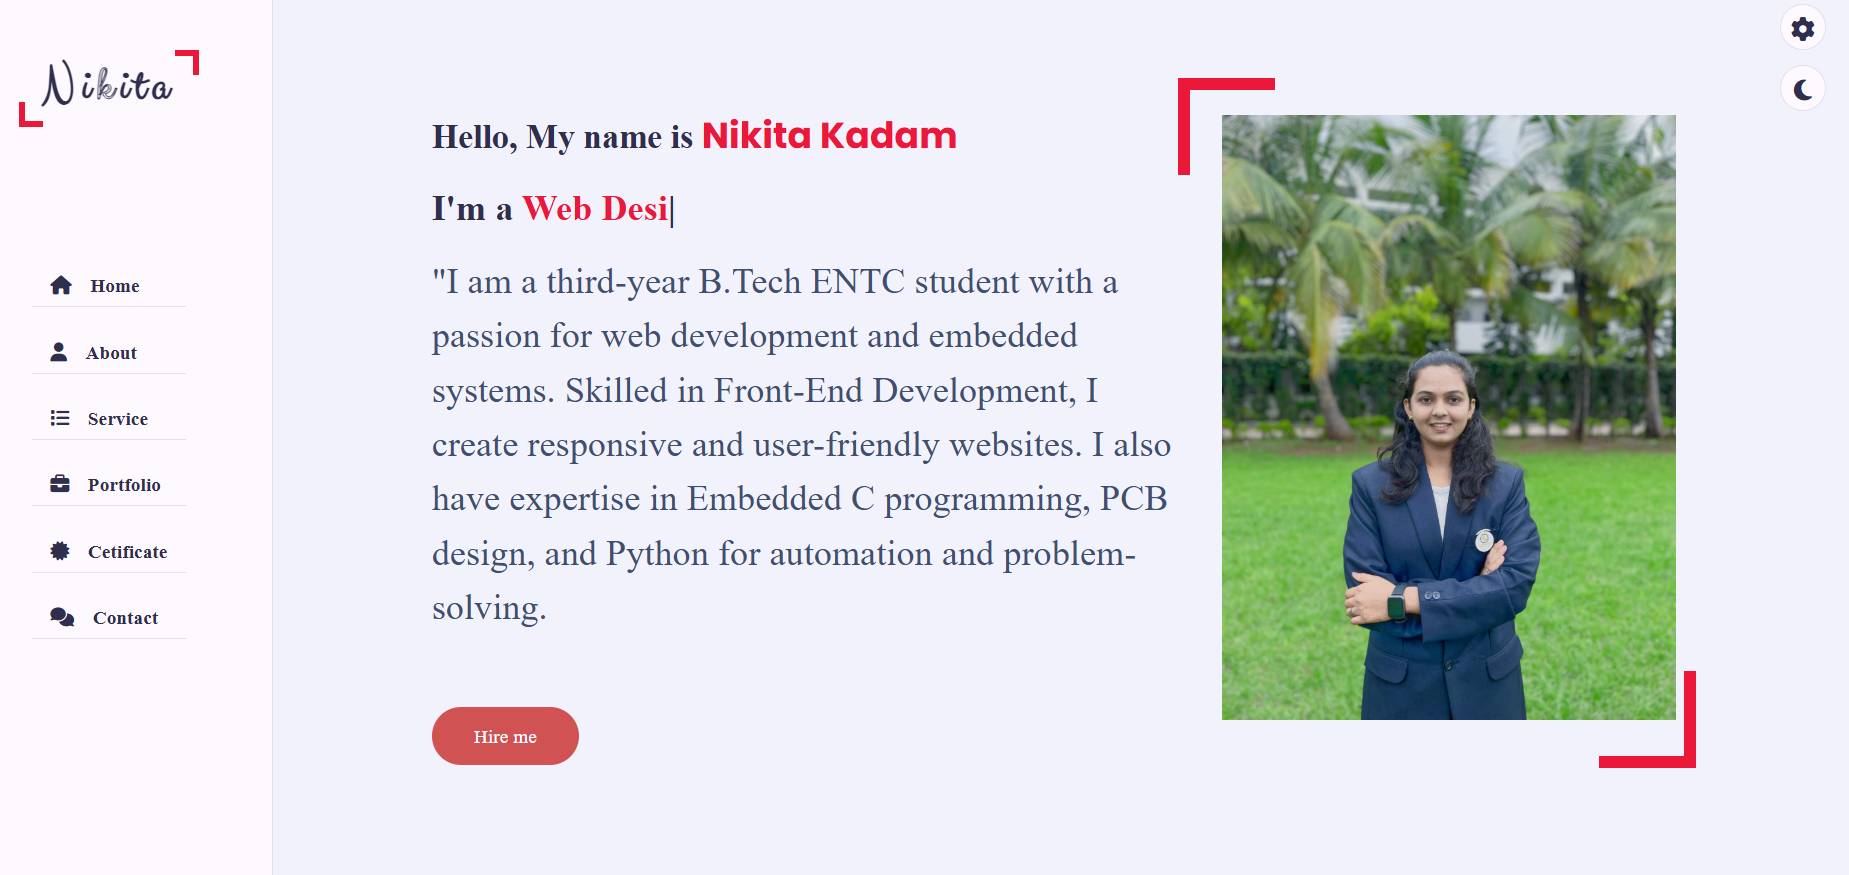 Nikita
Home
About
Service
Portfolio
Cetificate
Contact
Hello, My name is Nikita Kadam
I'm a Web Desi|
"I am a third-year B.Tech ENTC student with a
passion for web development and embedded
systems. Skilled in Front-End Development, I
create responsive and user-friendly websites. I also
have expertise in Embedded C programming, PCB
design, and Python for automation and problem-
solving.
Hire me